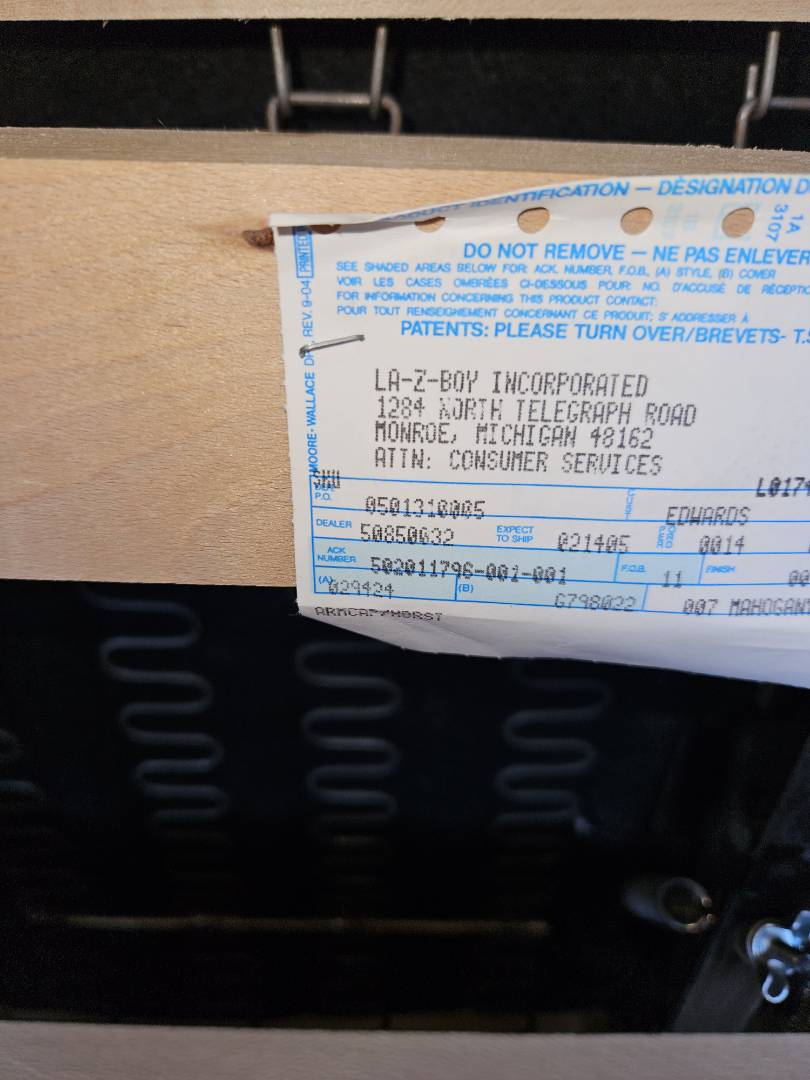 PRODUCT IDENTIFICATION — DÉSIGNATION D
1A
3107
DO NOT REMOVE — NE PAS ENLEVER
SEE SHADED AREAS BELOW FOR: ACK. NUMBER, F.O.B., (A) STYLE, (B) COVER
VOIR LES CASES OMBRÉES CI-DESSOUS POUR: NO. D'ACCUSÉ DE RÉCEPTIO
FOR INFORMATION CONCERNING THIS PRODUCT CONTACT:
POUR TOUT RENSEIGNEMENT CONCERNANT CE PRODUIT; S' ADDRESSER À
PATENTS: PLEASE TURN OVER/BREVETS- T.S
MOORE- WALLACE REV. 9-04 PRINTED
LA-Z-BOY INCORPORATED
1284 NORTH TELEGRAPH ROAD
MONROE, MICHIGAN 48162
ATTN: CONSUMER SERVICES
SKU L0174
P.O. 0501310005 EDWARDS
DEALER 50850032 EXPECT TO SHIP 021405 0014
ACK NUMBER 502011796-001-001 F.O.B. 11 FINISH 00
(A) 029424 (B) G798022 007 MAHOGANY